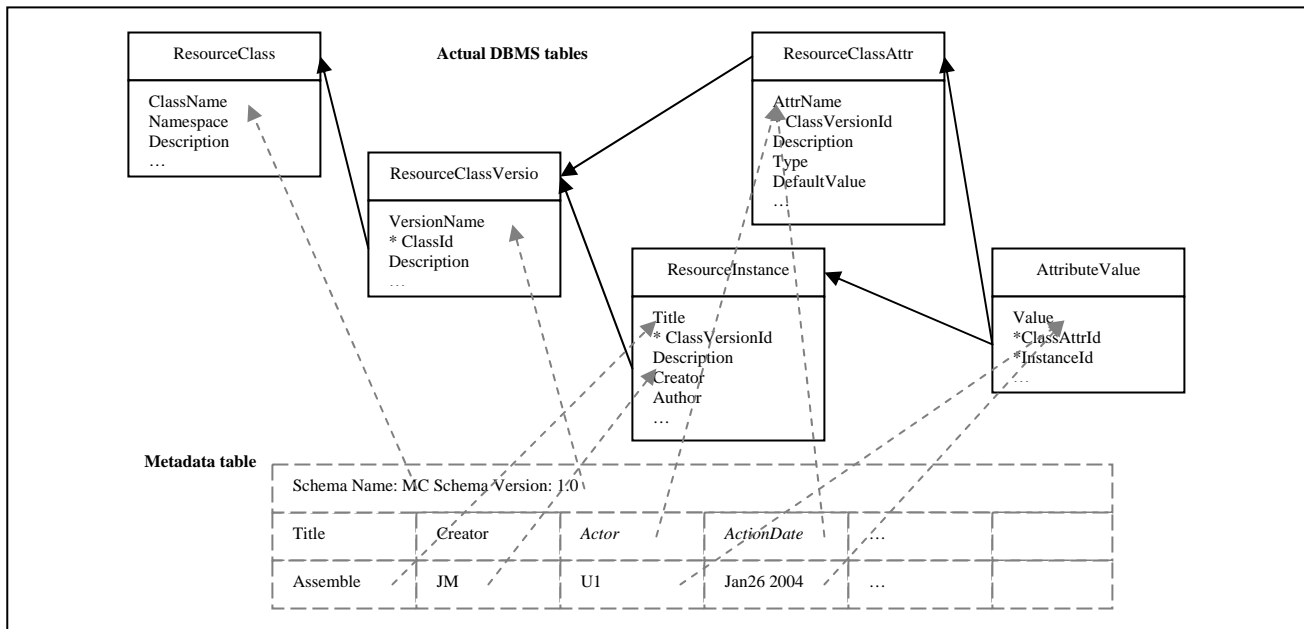 Actual DBMS tables
ResourceClass
ClassName
Namespace
Description
…
ResourceClassVersio
VersionName
* ClassId
Description
…
ResourceClassAttr
AttrName
* ClassVersionId
Description
Type
DefaultValue
…
ResourceInstance
Title
* ClassVersionId
Description
Creator
Author
…
AttributeValue
Value
*ClassAttrId
*InstanceId
…
Metadata table
Schema Name: MC Schema Version: 1.0
Title Creator Actor ActionDate …
Assemble JM U1 Jan26 2004 …